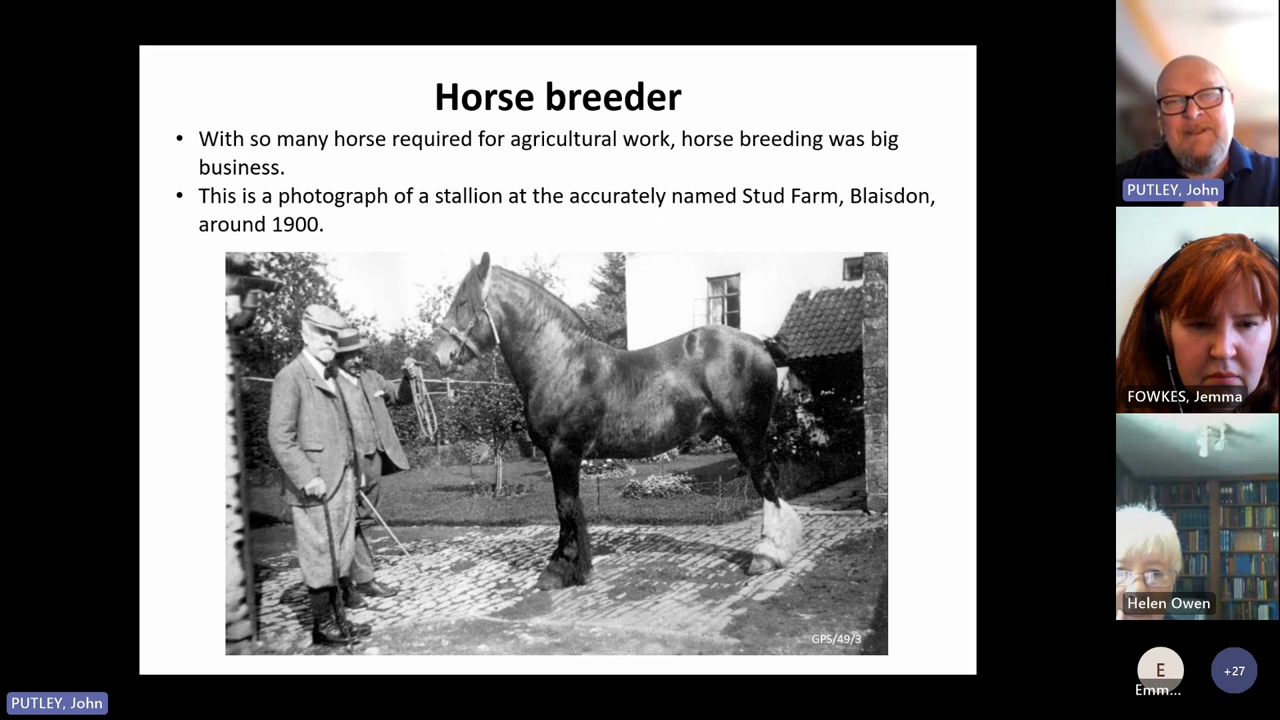 Horse breeder
• With so many horse required for agricultural work, horse breeding was big
business.
• This is a photograph of a stallion at the accurately named Stud Farm, Blaisdon,
around 1900.
GPS/49/3
PUTLEY, John
FOWKES, Jemma
Helen Owen
E
Emm...
+27
PUTLEY, John